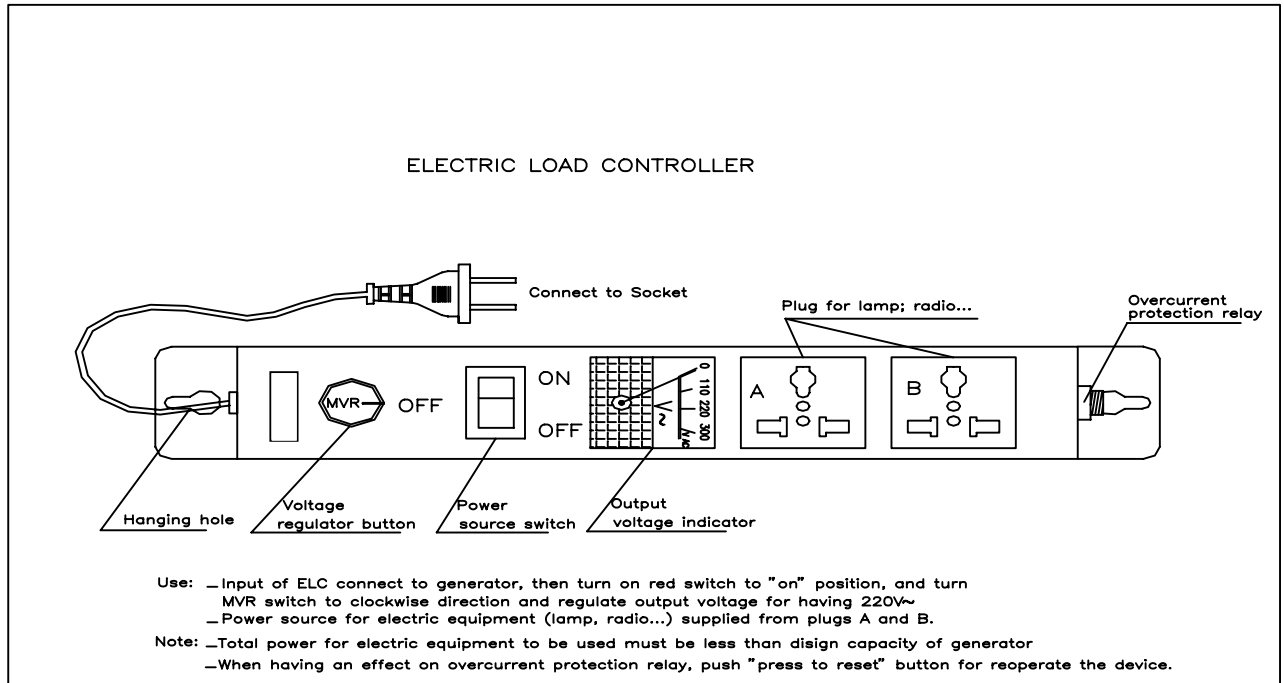 ELECTRIC LOAD CONTROLLER
Connect to Socket
Plug for lamp; radio...
Overcurrent
protection relay
MVR
OFF
ON
OFF
0
110
220
300
V~
A
B
Hanging hole
Voltage
regulator button
Power
source switch
Output
voltage indicator
Use: _Input of ELC connect to generator, then turn on red switch to "on" position, and turn
MVR switch to clockwise direction and regulate output voltage for having 220V~
_Power source for electric equipment (lamp, radio...) supplied from plugs A and B.
Note: _Total power for electric equipment to be used must be less than disign capacity of generator
_When having an effect on overcurrent protection relay, push "press to reset" button for reoperate the device.